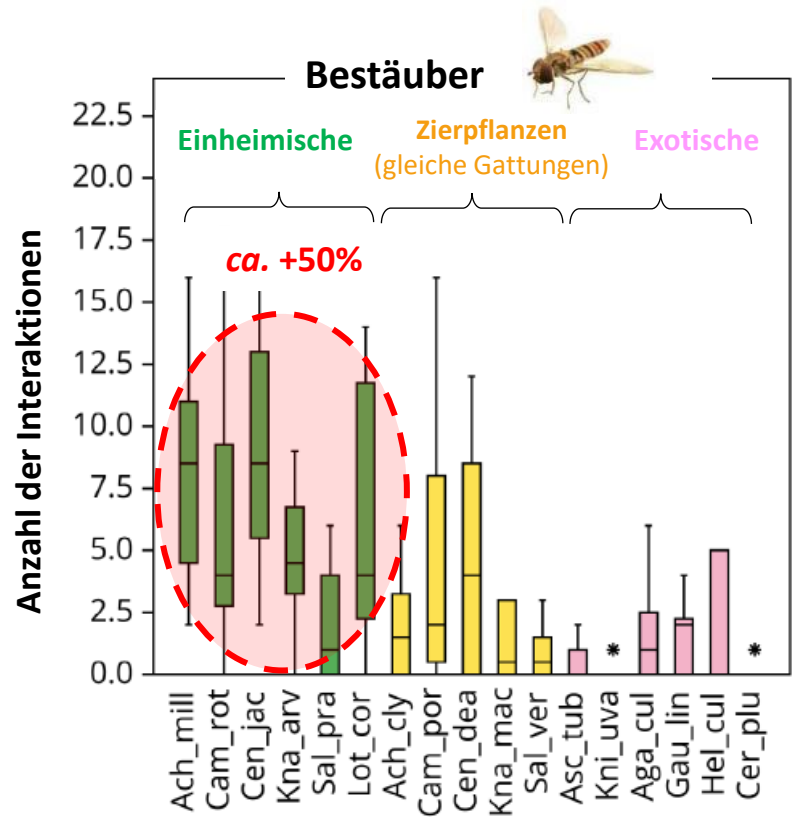 Bestäuber
Einheimische
Zierpflanzen
(gleiche Gattungen)
Exotische
ca. +50%
Anzahl der Interaktionen
22.5
20.0
17.5
15.0
12.5
10.0
7.5
5.0
2.5
0.0
Ach_mill
Cam_rot
Cen_jac
Kna_arv
Sal_pra
Lot_cor
Ach_cly
Cam_por
Cen_dea
Kna_mac
Sal_ver
Asc_tub
Kni_uva
Aga_cul
Gau_lin
Hel_cul
Cer_plu